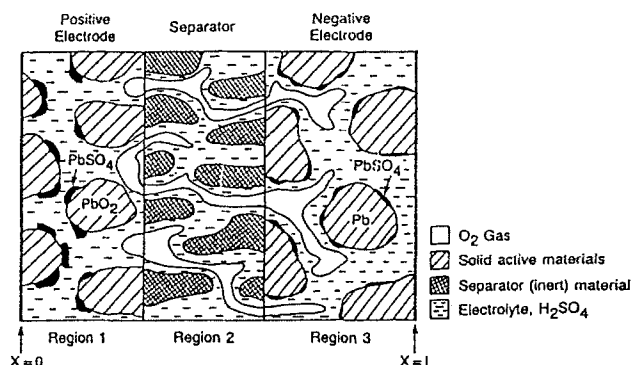 Positive
Electrode
Separator
Negative
Electrode
PbSO4
PbO2
PbSO4
Pb
O2 Gas
Solid active materials
Separator (inert) material
Electrolyte, H2SO4
Region 1
Region 2
Region 3
X=0
X=L